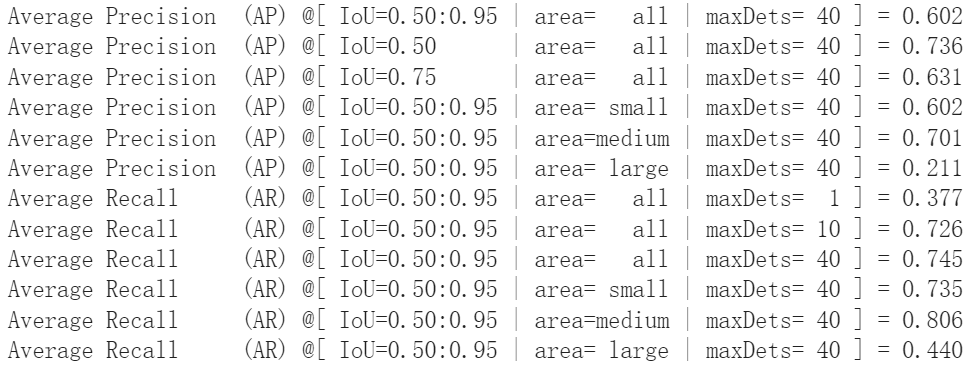 Average Precision  (AP) @[ IoU=0.50:0.95 | area=   all | maxDets= 40 ] = 0.602
Average Precision  (AP) @[ IoU=0.50      | area=   all | maxDets= 40 ] = 0.736
Average Precision  (AP) @[ IoU=0.75      | area=   all | maxDets= 40 ] = 0.631
Average Precision  (AP) @[ IoU=0.50:0.95 | area= small | maxDets= 40 ] = 0.602
Average Precision  (AP) @[ IoU=0.50:0.95 | area=medium | maxDets= 40 ] = 0.701
Average Precision  (AP) @[ IoU=0.50:0.95 | area= large | maxDets= 40 ] = 0.211
Average Recall     (AR) @[ IoU=0.50:0.95 | area=   all | maxDets=  1 ] = 0.377
Average Recall     (AR) @[ IoU=0.50:0.95 | area=   all | maxDets= 10 ] = 0.726
Average Recall     (AR) @[ IoU=0.50:0.95 | area=   all | maxDets= 40 ] = 0.745
Average Recall     (AR) @[ IoU=0.50:0.95 | area= small | maxDets= 40 ] = 0.735
Average Recall     (AR) @[ IoU=0.50:0.95 | area=medium | maxDets= 40 ] = 0.806
Average Recall     (AR) @[ IoU=0.50:0.95 | area= large | maxDets= 40 ] = 0.440